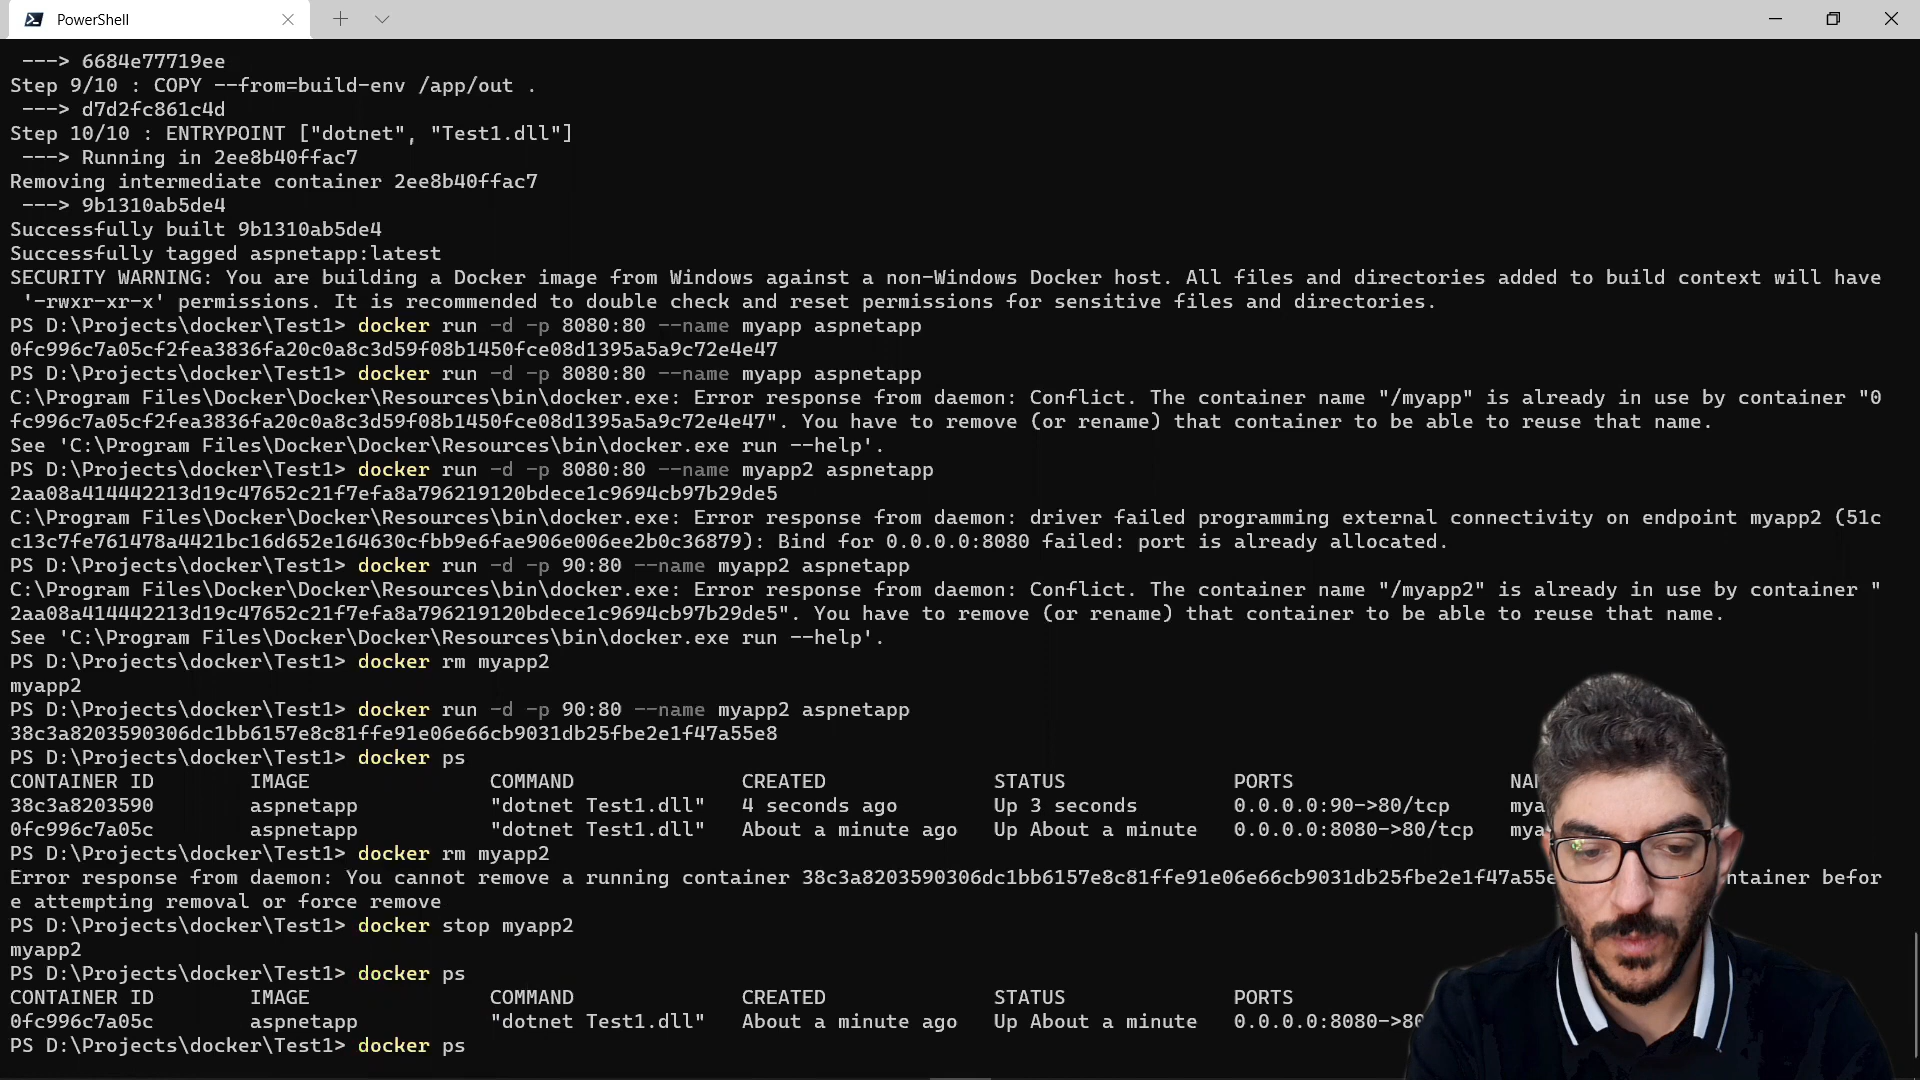 PowerShell
---> 6684e77719ee
Step 9/10 : COPY --from=build-env /app/out .
---> d7d2fc861c4d
Step 10/10 : ENTRYPOINT ["dotnet", "Test1.dll"]
---> Running in 2ee8b40ffac7
Removing intermediate container 2ee8b40ffac7
---> 9b1310ab5de4
Successfully built 9b1310ab5de4
Successfully tagged aspnetapp:latest
SECURITY WARNING: You are building a Docker image from Windows against a non-Windows Docker host. All files and directories added to build context will have
'-rwxr-xr-x' permissions. It is recommended to double check and reset permissions for sensitive files and directories.
PS D:\Projects\docker\Test1> docker run -d -p 8080:80 --name myapp aspnetapp
0fc996c7a05cf2fea3836fa20c0a8c3d59f08b1450fce08d1395a5a9c72e4e47
PS D:\Projects\docker\Test1> docker run -d -p 8080:80 --name myapp aspnetapp
C:\Program Files\Docker\Docker\Resources\bin\docker.exe: Error response from daemon: Conflict. The container name "/myapp" is already in use by container "0
fc996c7a05cf2fea3836fa20c0a8c3d59f08b1450fce08d1395a5a9c72e4e47". You have to remove (or rename) that container to be able to reuse that name.
See 'C:\Program Files\Docker\Docker\Resources\bin\docker.exe run --help'.
PS D:\Projects\docker\Test1> docker run -d -p 8080:80 --name myapp2 aspnetapp
2aa08a414442213d19c47652c21f7efa8a796219120bdece1c9694cb97b29de5
C:\Program Files\Docker\Docker\Resources\bin\docker.exe: Error response from daemon: driver failed programming external connectivity on endpoint myapp2 (51c
c13c7fe761478a4421bc16d652e164630cfbb9e6fae906e006ee2b0c36879): Bind for 0.0.0.0:8080 failed: port is already allocated.
PS D:\Projects\docker\Test1> docker run -d -p 90:80 --name myapp2 aspnetapp
C:\Program Files\Docker\Docker\Resources\bin\docker.exe: Error response from daemon: Conflict. The container name "/myapp2" is already in use by container "
2aa08a414442213d19c47652c21f7efa8a796219120bdece1c9694cb97b29de5". You have to remove (or rename) that container to be able to reuse that name.
See 'C:\Program Files\Docker\Docker\Resources\bin\docker.exe run --help'.
PS D:\Projects\docker\Test1> docker rm myapp2
myapp2
PS D:\Projects\docker\Test1> docker run -d -p 90:80 --name myapp2 aspnetapp
38c3a8203590306dc1bb6157e8c81ffe91e06e66cb9031db25fbe2e1f47a55e8
PS D:\Projects\docker\Test1> docker ps
CONTAINER ID IMAGE COMMAND CREATED STATUS PORTS
38c3a8203590 aspnetapp "dotnet Test1.dll" 4 seconds ago Up 3 seconds 0.0.0.0:90->80/tcp
0fc996c7a05c aspnetapp "dotnet Test1.dll" About a minute ago Up About a minute 0.0.0.0:8080->80/tcp
PS D:\Projects\docker\Test1> docker rm myapp2
Error response from daemon: You cannot remove a running container 38c3a8203590306dc1bb6157e8c81ffe91e06e66cb9031db25fbe2e1f47a55e ntainer befor
e attempting removal or force remove
PS D:\Projects\docker\Test1> docker stop myapp2
myapp2
PS D:\Projects\docker\Test1> docker ps
CONTAINER ID IMAGE COMMAND CREATED STATUS PORTS
0fc996c7a05c aspnetapp "dotnet Test1.dll" About a minute ago Up About a minute 0.0.0.0:8080->80
PS D:\Projects\docker\Test1> docker ps